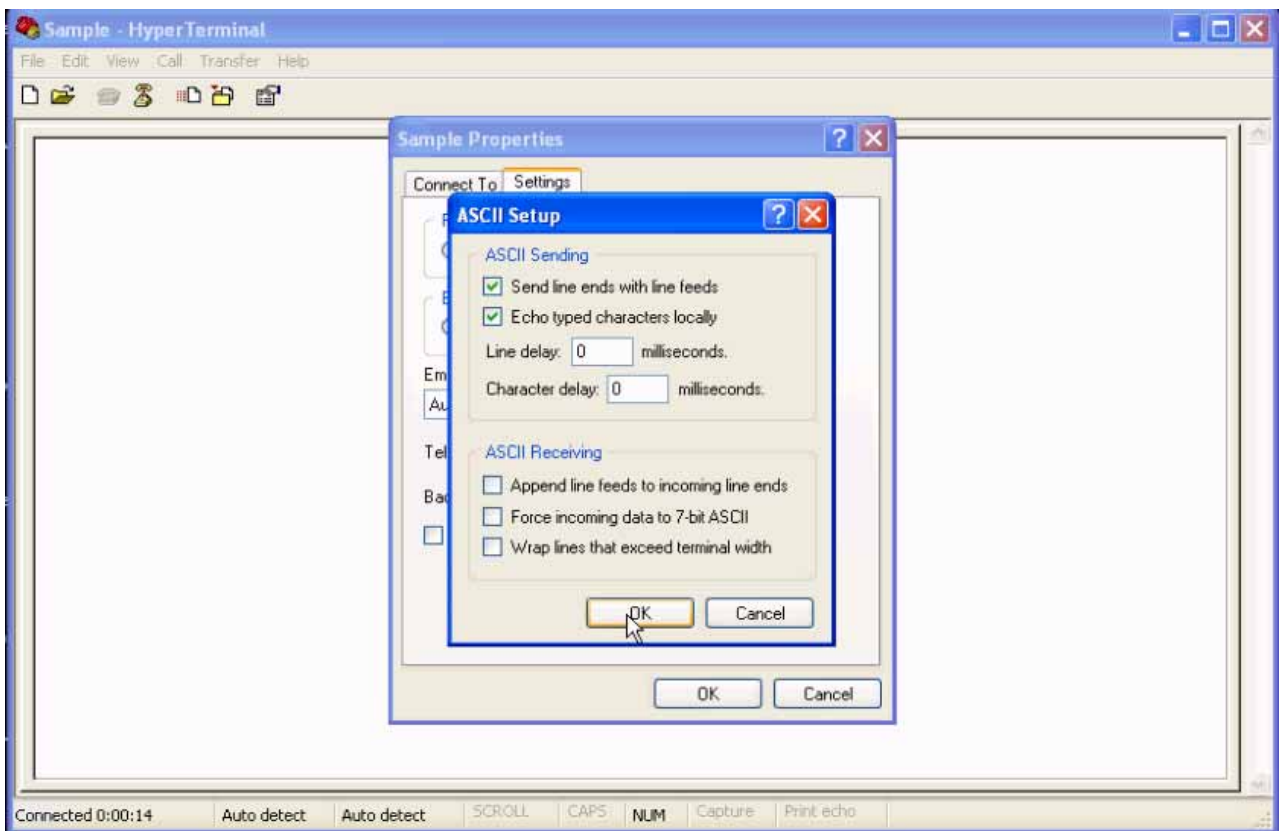 Sample - HyperTerminal
File Edit View Call Transfer Help
Sample Properties
Connect To Settings
ASCII Setup
ASCII Sending
Send line ends with line feeds
Echo typed characters locally
Line delay: 0 milliseconds.
Em
Character delay: 0 milliseconds.
Au
Tel
ASCII Receiving
Append line feeds to incoming line ends
Bac
Force incoming data to 7-bit ASCII
Wrap lines that exceed terminal width
OK Cancel
OK Cancel
Connected 0:00:14 Auto detect Auto detect SCROLL CAPS NUM Capture Print echo